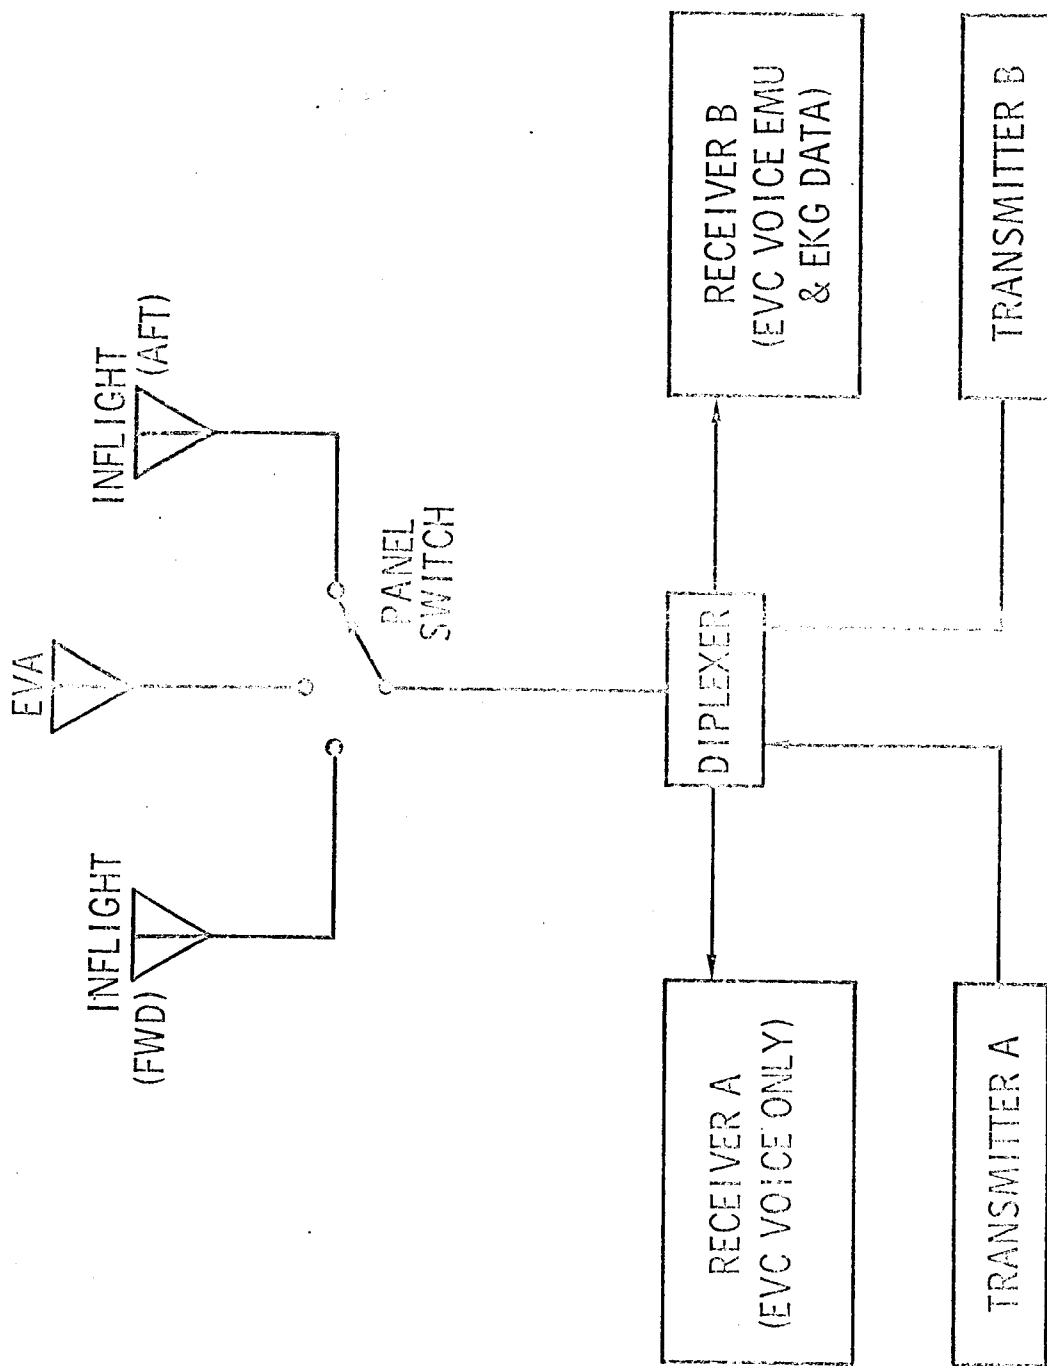 INFLIGHT
(FWD)
EVA
INFLIGHT
(AFT)
PANEL
SWITCH
DIPLEXER
RECEIVER A
(EVC VOICE ONLY)
RECEIVER B
(EVC VOICE EMU
& EKG DATA)
TRANSMITTER A
TRANSMITTER B